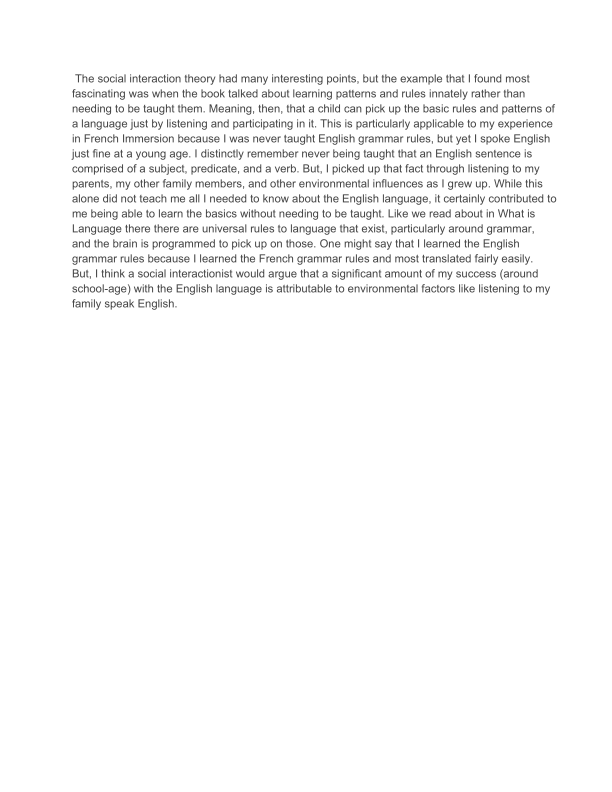 The social interaction theory had many interesting points, but the example that I found most
fascinating was when the book talked about learning patterns and rules innately rather than
needing to be taught them. Meaning, then, that a child can pick up the basic rules and patterns of
a language just by listening and participating in it. This is particularly applicable to my experience
in French Immersion because I was never taught English grammar rules, but yet I spoke English
just fine at a young age. I distinctly remember never being taught that an English sentence is
comprised of a subject, predicate, and a verb. But, I picked up that fact through listening to my
parents, my other family members, and other environmental influences as I grew up. While this
alone did not teach me all I needed to know about the English language, it certainly contributed to
me being able to learn the basics without needing to be taught. Like we read about in What is
Language there there are universal rules to language that exist, particularly around grammar,
and the brain is programmed to pick up on those. One might say that I learned the English
grammar rules because I learned the French grammar rules and most translated fairly easily.
But, I think a social interactionist would argue that a significant amount of my success (around
school-age) with the English language is attributable to environmental factors like listening to my
family speak English.